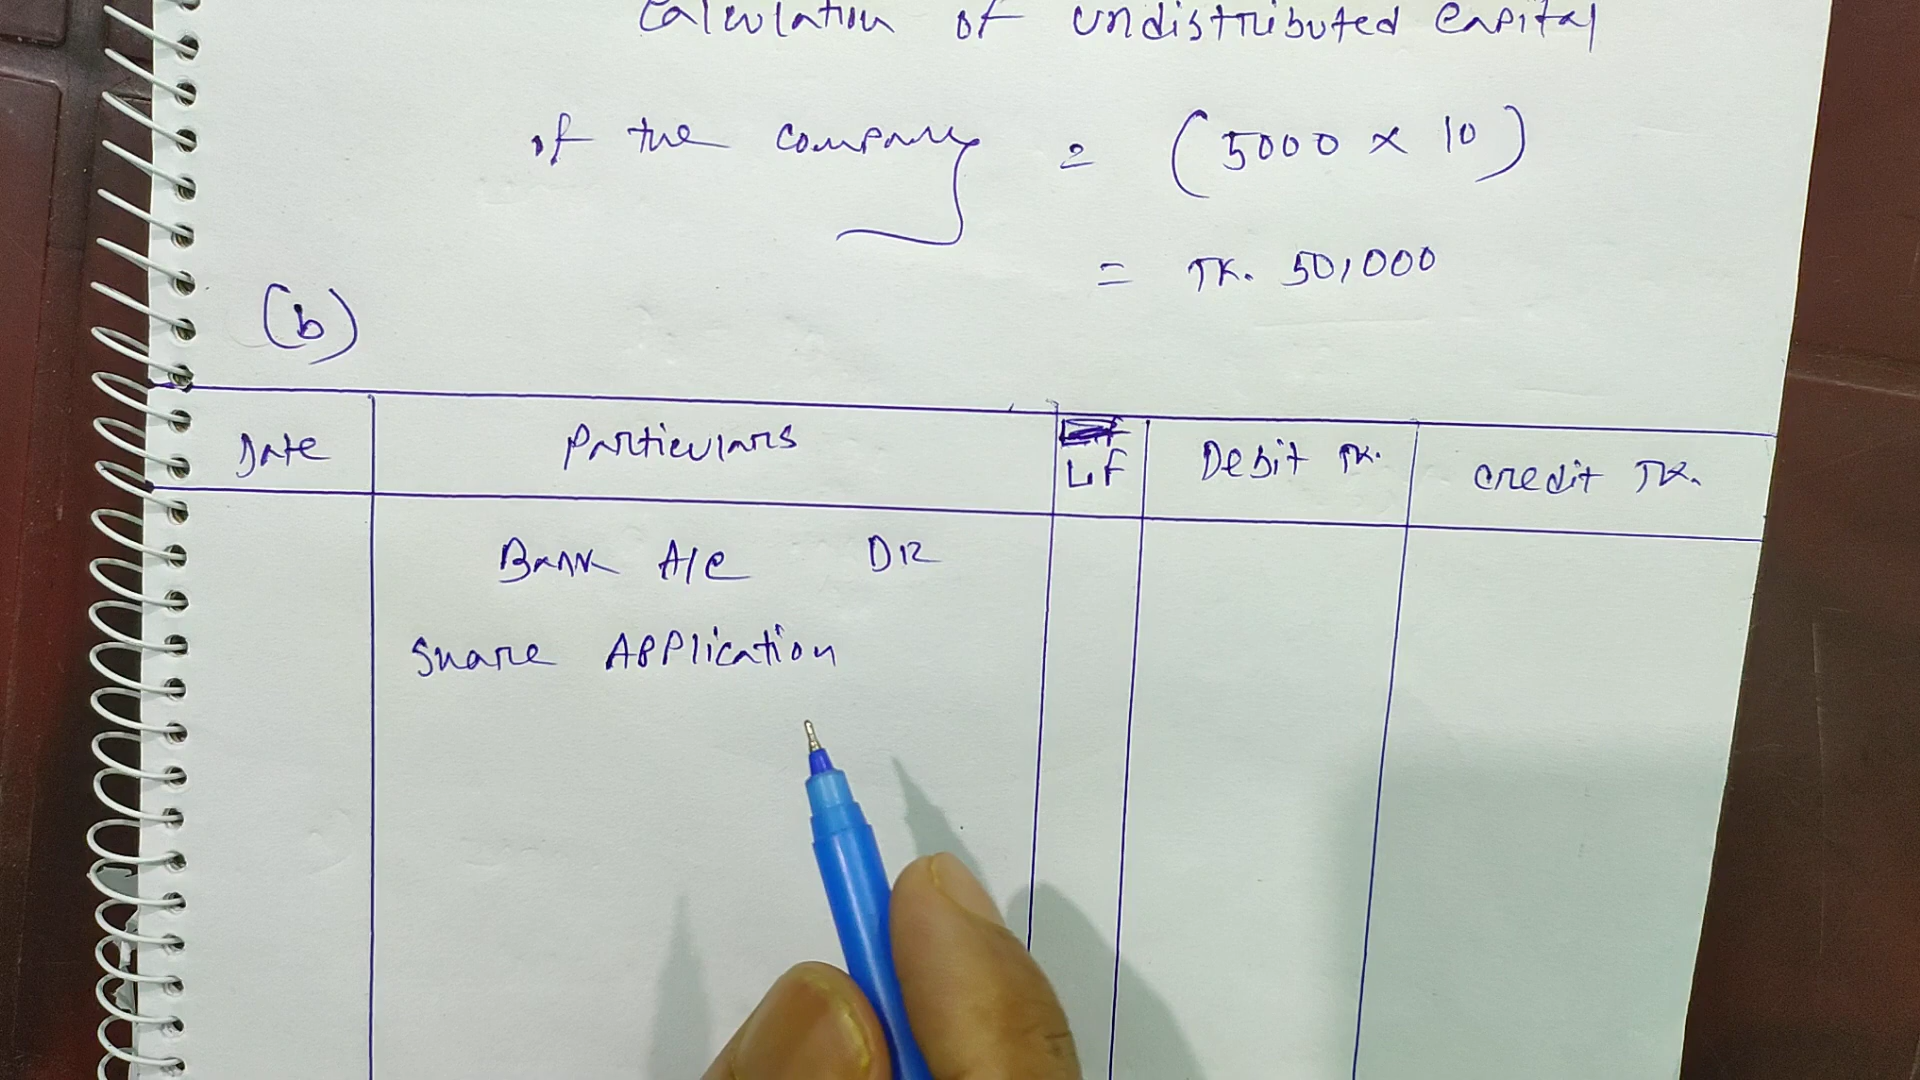 Calculation of undistributed capital
of the company = (5000 × 10)
= TK. 50,000
(b)
Date Particulars L.F Debit TK. Credit TK.
Bank A/C DR
Share Application